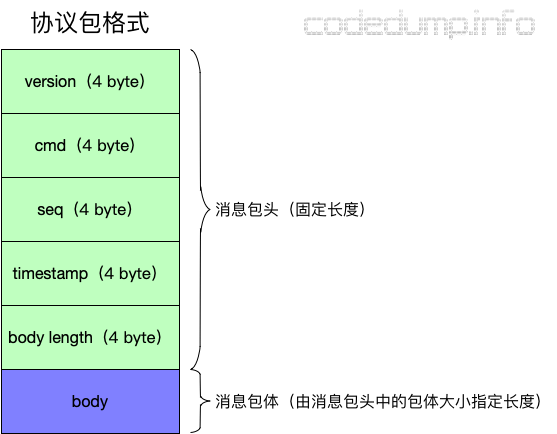 协议包格式
codedump.info
version（4 byte）
cmd（4 byte）
seq（4 byte）
timestamp（4 byte）
body length（4 byte）
body
消息包头（固定长度）
消息包体（由消息包头中的包体大小指定长度）